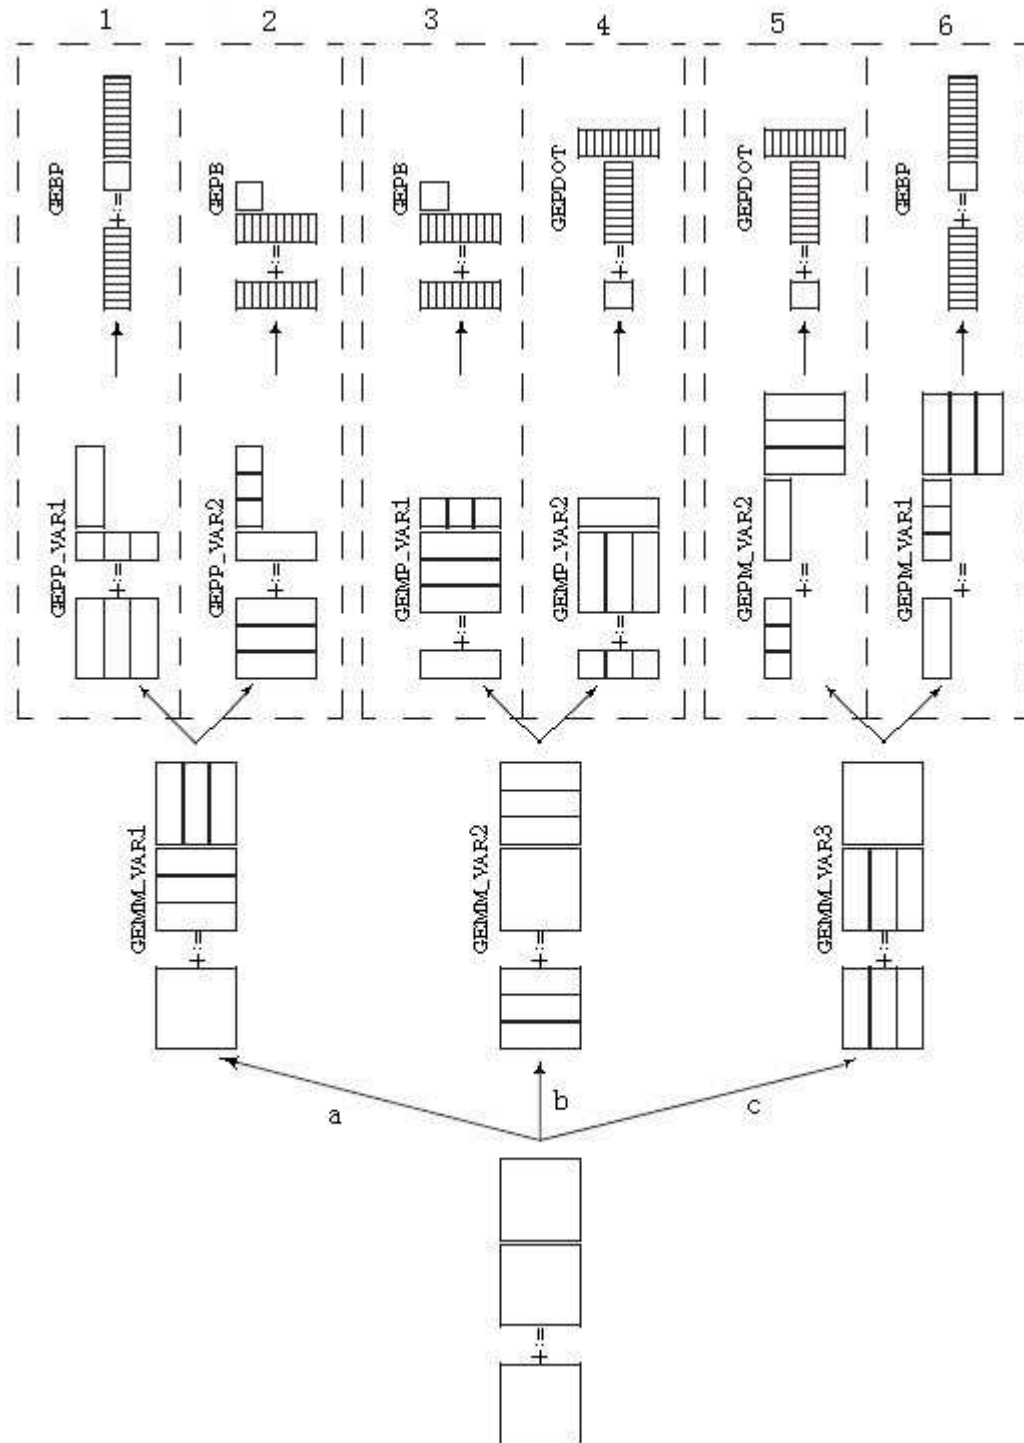 1 2 3 4 5 6
GEBP GEPB GEPB GEPDOT GEPDOT GEBP
+:= +:= +:= +:= +:= +:=
GEPP_VAR1 GEPP_VAR2 GEMP_VAR1 GEMP_VAR2 GEPM_VAR2 GEPM_VAR1
+:= +:= +:= +:= +:= +:=
GEMM_VAR1 GEMM_VAR2 GEMM_VAR3
+:= +:= +:=
a b c
+:=